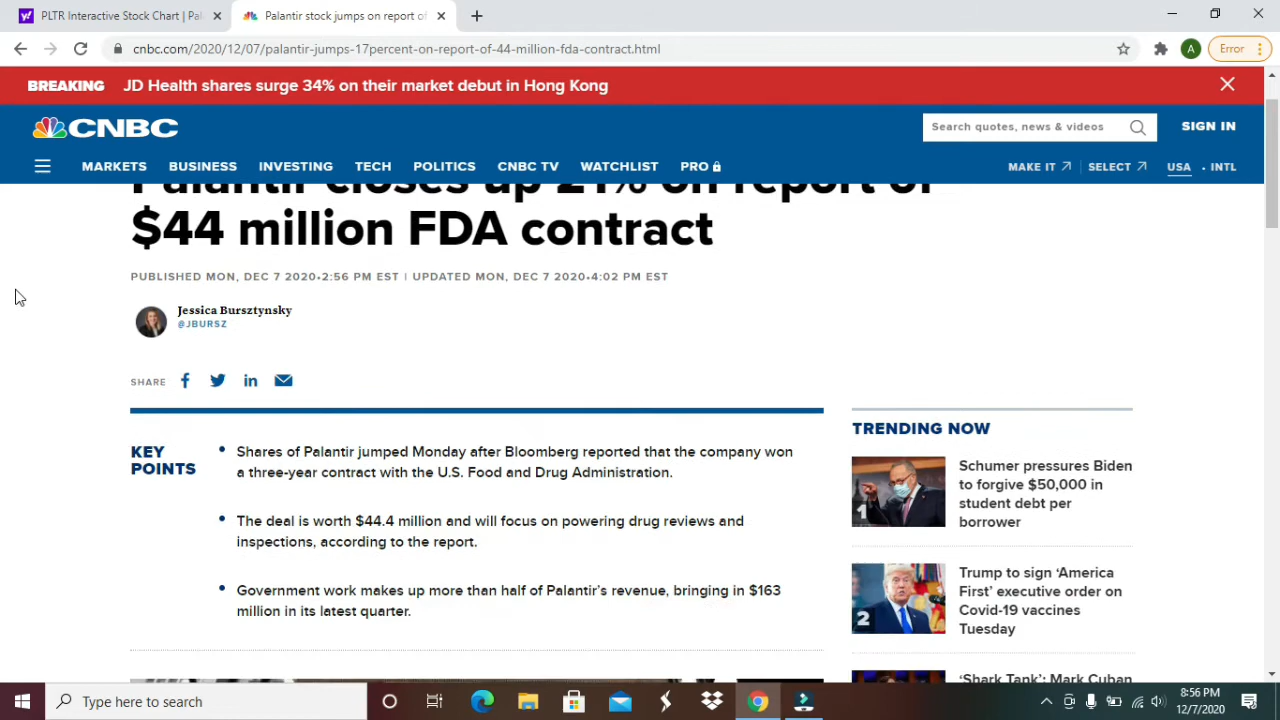 PLTR Interactive Stock Chart | Pal
Palantir stock jumps on report of
cnbc.com/2020/12/07/palantir-jumps-17percent-on-report-of-44-million-fda-contract.html
A
Error
BREAKING JD Health shares surge 34% on their market debut in Hong Kong
CNBC
Search quotes, news & videos
SIGN IN
MARKETS BUSINESS INVESTING TECH POLITICS CNBC TV WATCHLIST PRO
MAKE IT SELECT USA · INTL
Palantir closes up 21% on report of
$44 million FDA contract
PUBLISHED MON, DEC 7 2020•2:56 PM EST | UPDATED MON, DEC 7 2020•4:02 PM EST
Jessica Bursztynsky
@JBURSZ
SHARE
KEY
POINTS
Shares of Palantir jumped Monday after Bloomberg reported that the company won
a three-year contract with the U.S. Food and Drug Administration.
The deal is worth $44.4 million and will focus on powering drug reviews and
inspections, according to the report.
Government work makes up more than half of Palantir's revenue, bringing in $163
million in its latest quarter.
TRENDING NOW
1
Schumer pressures Biden
to forgive $50,000 in
student debt per
borrower
2
Trump to sign ‘America
First’ executive order on
Covid-19 vaccines
Tuesday
‘Shark Tank’: Mark Cuban
Type here to search
8:56 PM
12/7/2020